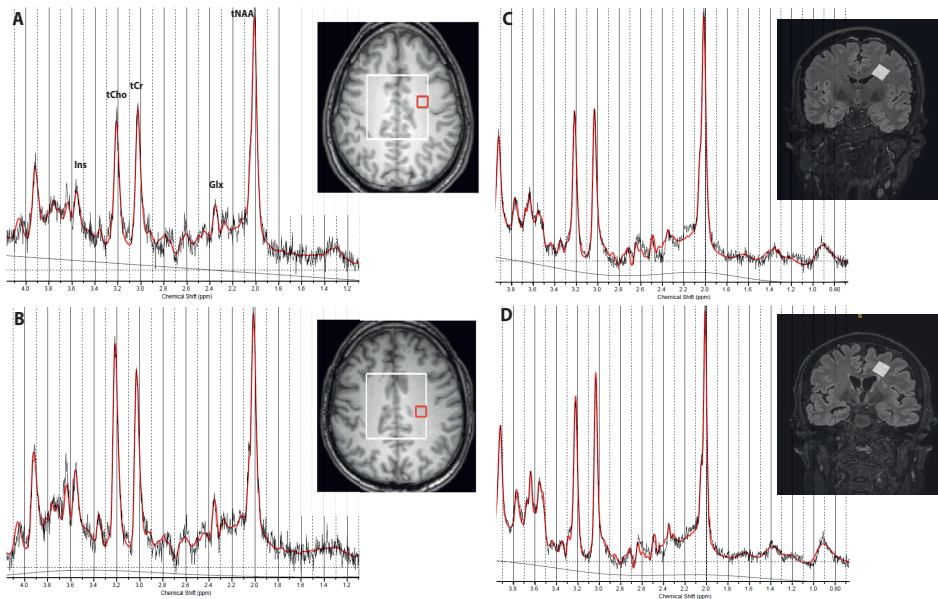 A
tNAA
tCr
tCho
Ins
Glx
4.0 3.8 3.6 3.4 3.2 3.0 2.8 2.6 2.4 2.2 2.0 1.8 1.6 1.4 1.2
Chemical Shift (ppm)
C
3.8 3.6 3.4 3.2 3.0 2.8 2.6 2.4 2.2 2.0 1.8 1.6 1.4 1.2 1.0 0.80
Chemical Shift (ppm)
B
4.0 3.8 3.6 3.4 3.2 3.0 2.8 2.6 2.4 2.2 2.0 1.8 1.6 1.4 1.2
Chemical Shift (ppm)
D
S
3.8 3.6 3.4 3.2 3.0 2.8 2.6 2.4 2.2 2.0 1.8 1.6 1.4 1.2 1.0 0.80
Chemical Shift (ppm)